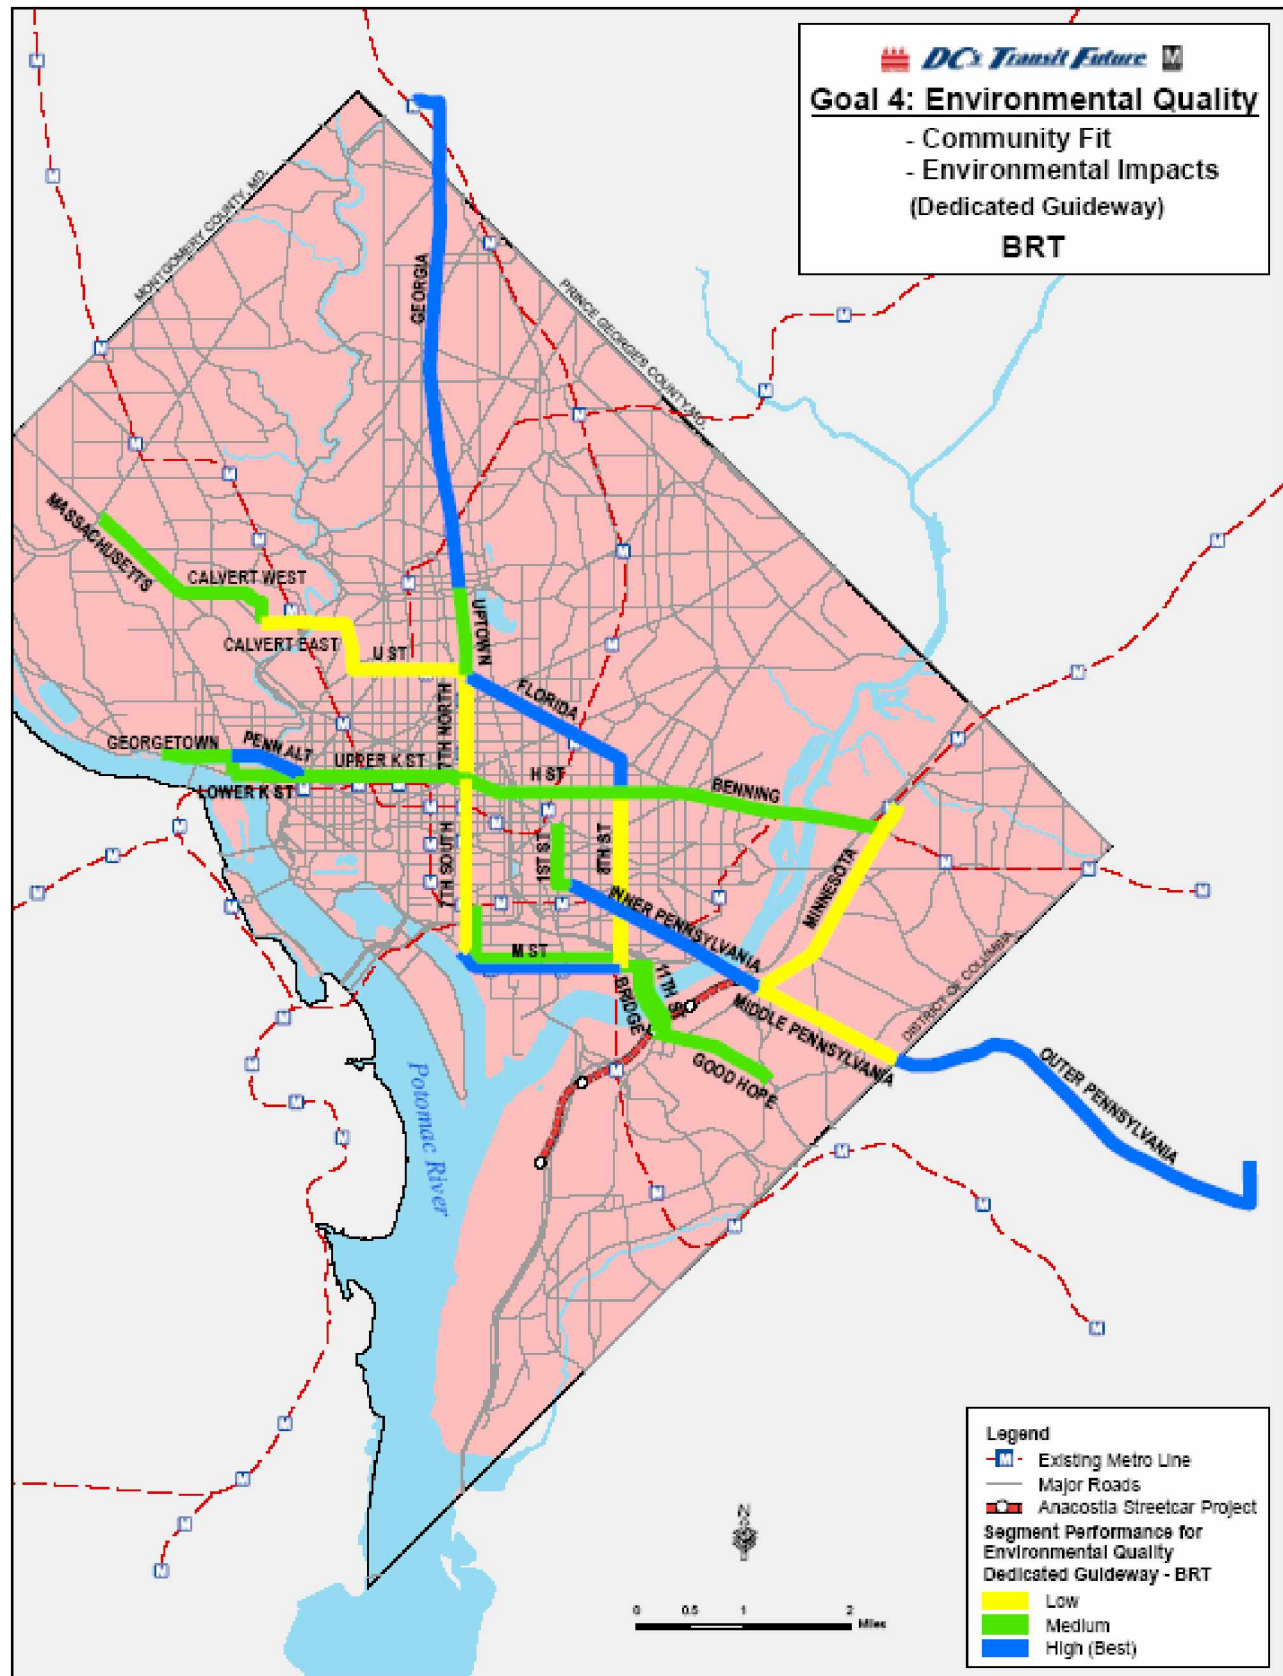 DC's Transit Future M
Goal 4: Environmental Quality
- Community Fit
- Environmental Impacts
(Dedicated Guideway)
BRT
MONTGOMERY COUNTY, MD.
PRINCE GEORGES COUNTY, MD.
GEORGIA
MASSACHUSETTS
CALVERT WEST
CALVERT EAST
U ST
UPTOWN
FLORIDA
7TH NORTH
GEORGETOWN
PENN ALT
UPPER K ST
LOWER K ST
H ST
BENNING
7TH SOUTH
1ST ST
8TH ST
MINNESOTA
INNER PENNSYLVANIA
M ST
11TH ST
BRIDGE
MIDDLE PENNSYLVANIA
DISTRICT OF COLUMBIA
GOOD HOPE
OUTER PENNSYLVANIA
Potomac River
N
0 0.5 1 2
Miles
Legend
M Existing Metro Line
Major Roads
Anacostia Streetcar Project
Segment Performance for
Environmental Quality
Dedicated Guideway - BRT
Low
Medium
High (Best)